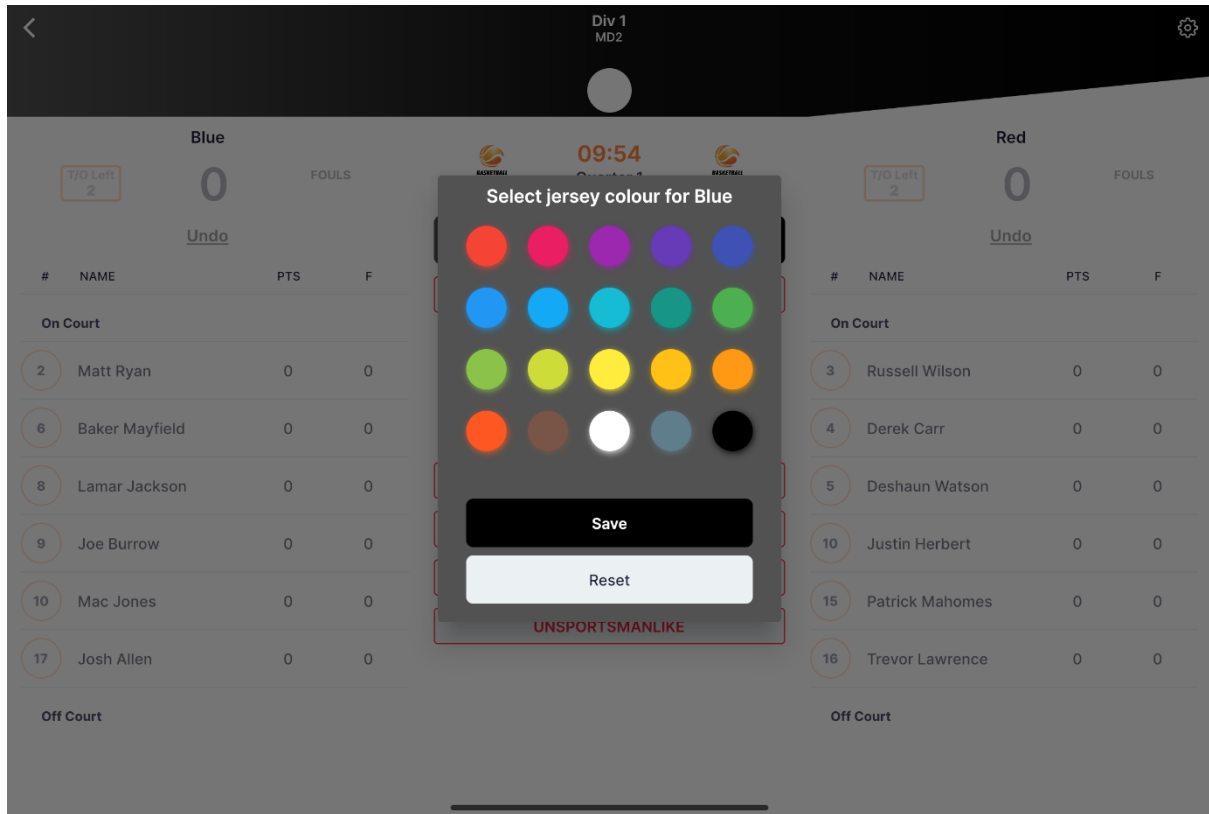 Div 1
MD2
Blue
T/O Left
2
0
FOULS
Undo
# NAME PTS F
On Court
2 Matt Ryan 0 0
6 Baker Mayfield 0 0
8 Lamar Jackson 0 0
9 Joe Burrow 0 0
10 Mac Jones 0 0
17 Josh Allen 0 0
Off Court
BASKETBALL
09:54
BASKETBALL
Quarter 1
Select jersey colour for Blue
Save
Reset
UNSPORTSMANLIKE
Red
T/O Left
2
0
FOULS
Undo
# NAME PTS F
On Court
3 Russell Wilson 0 0
4 Derek Carr 0 0
5 Deshaun Watson 0 0
10 Justin Herbert 0 0
15 Patrick Mahomes 0 0
16 Trevor Lawrence 0 0
Off Court